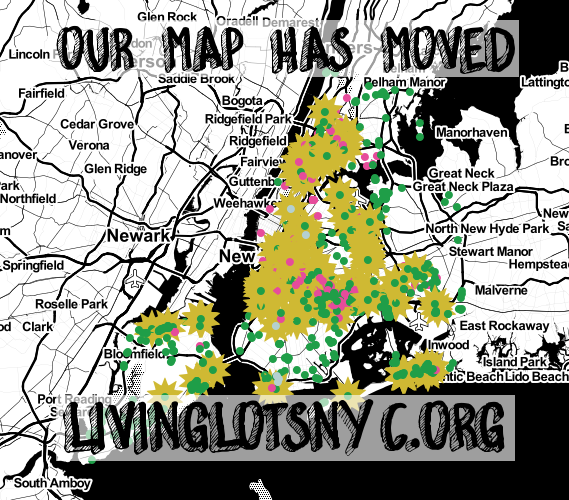 Glen Rock
Oradell Demarest
OUR MAP HAS MOVED
Lincoln
Saddle Brook
Pelham Manor
Lattingto
Fairfield
Bogota
Ridgefield Park
Cedar Grove
Manorhaven
Verona
Ridgefield
anover
Fairview
Glen Ridge
Great Neck
Guttenb
Great Neck Plaza
Northfield
Weehawke
Newark
North New Hyde Park
New
Stewart Manor
Springfield
Hempstea
Malverne
Roselle Park
Clark
East Rockaway
Inwood
Bloomfield
Island Park
ntic Beach Lido Beach
Port Reading
LIVINGLOTSNYC.ORG
South Amboy